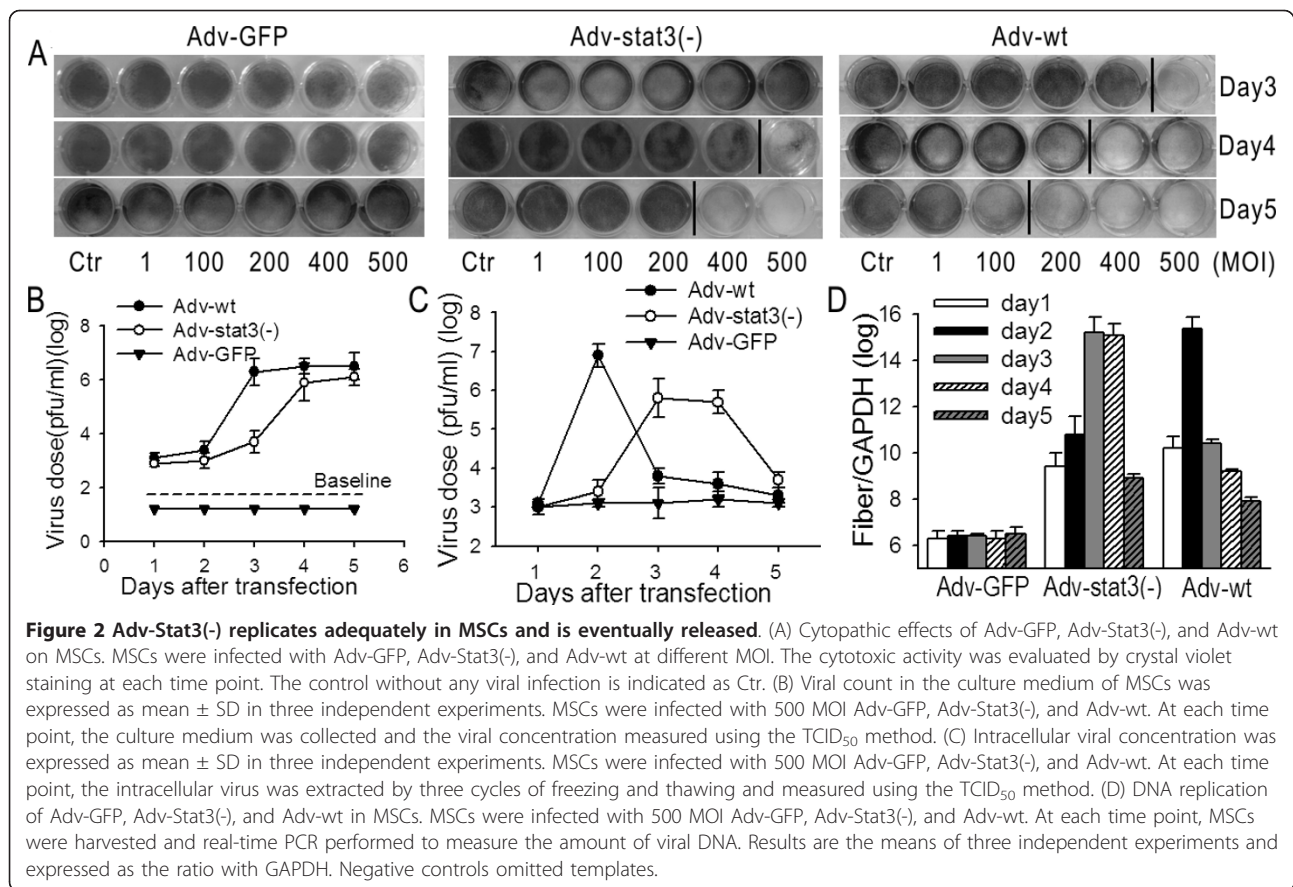 Adv-GFP Adv-stat3(-) Adv-wt
A
Day3
Day4
Day5
Ctr 1 100 200 400 500 Ctr 1 100 200 400 500 Ctr 1 100 200 400 500 (MOI)
B
Adv-wt
Adv-stat3(-)
Adv-GFP
Virus dose(pfu/ml)(log)
8
6
4
2
0
Baseline
0 1 2 3 4 5 6
Days after transfection
C
Adv-wt
Adv-stat3(-)
Adv-GFP
Virus dose (pfu/ml) (log)
8
7
6
5
4
3
2
1 2 3 4 5
Days after transfection
D
day1
day2
day3
day4
day5
Fiber/GAPDH (log)
16
14
12
10
8
6
Adv-GFP Adv-stat3(-) Adv-wt
Figure 2 Adv-Stat3(-) replicates adequately in MSCs and is eventually released. (A) Cytopathic effects of Adv-GFP, Adv-Stat3(-), and Adv-wt
on MSCs. MSCs were infected with Adv-GFP, Adv-Stat3(-), and Adv-wt at different MOI. The cytotoxic activity was evaluated by crystal violet
staining at each time point. The control without any viral infection is indicated as Ctr. (B) Viral count in the culture medium of MSCs was
expressed as mean ± SD in three independent experiments. MSCs were infected with 500 MOI Adv-GFP, Adv-Stat3(-), and Adv-wt. At each time
point, the culture medium was collected and the viral concentration measured using the TCID50 method. (C) Intracellular viral concentration was
expressed as mean ± SD in three independent experiments. MSCs were infected with 500 MOI Adv-GFP, Adv-Stat3(-), and Adv-wt. At each time
point, the intracellular virus was extracted by three cycles of freezing and thawing and measured using the TCID50 method. (D) DNA replication
of Adv-GFP, Adv-Stat3(-), and Adv-wt in MSCs. MSCs were infected with 500 MOI Adv-GFP, Adv-Stat3(-), and Adv-wt. At each time point, MSCs
were harvested and real-time PCR performed to measure the amount of viral DNA. Results are the means of three independent experiments and
expressed as the ratio with GAPDH. Negative controls omitted templates.